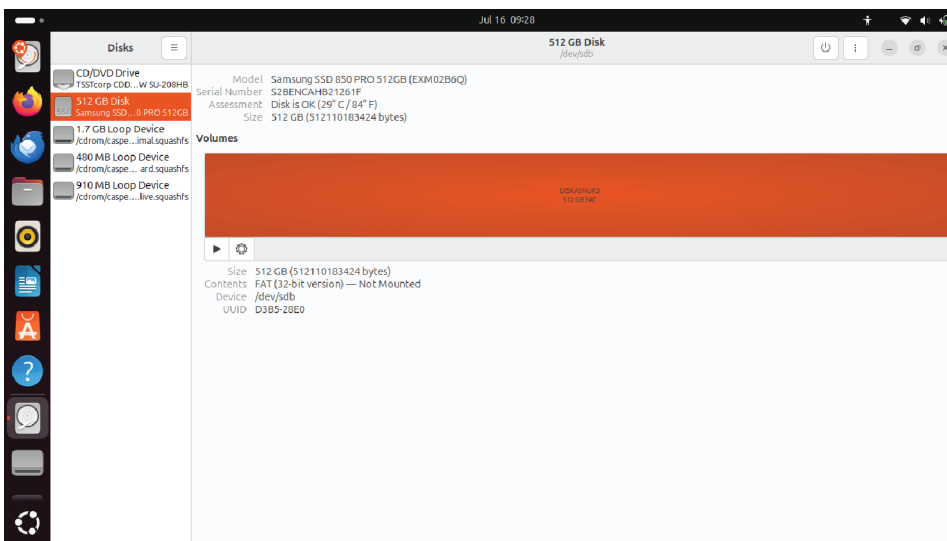 Jul 16 09:28
Disks
512 GB Disk
/dev/sdb
CD/DVD Drive
TSSTcorp CDD...W SU-208HB
512 GB Disk
Samsung SSD...0 PRO 512GB
1.7 GB Loop Device
/cdrom/caspe...imal.squashfs
480 MB Loop Device
/cdrom/caspe... ard.squashfs
910 MB Loop Device
/cdrom/caspe....live.squashfs
Model Samsung SSD 850 PRO 512GB (EXM02B6Q)
Serial Number S2BENCAHB21261F
Assessment Disk is OK (29° C / 84° F)
Size 512 GB (512110183424 bytes)
Volumes
DISKASHUR3
512 GB FAT
Size 512 GB (512110183424 bytes)
Contents FAT (32-bit version) — Not Mounted
Device /dev/sdb
UUID D3B5-28E0